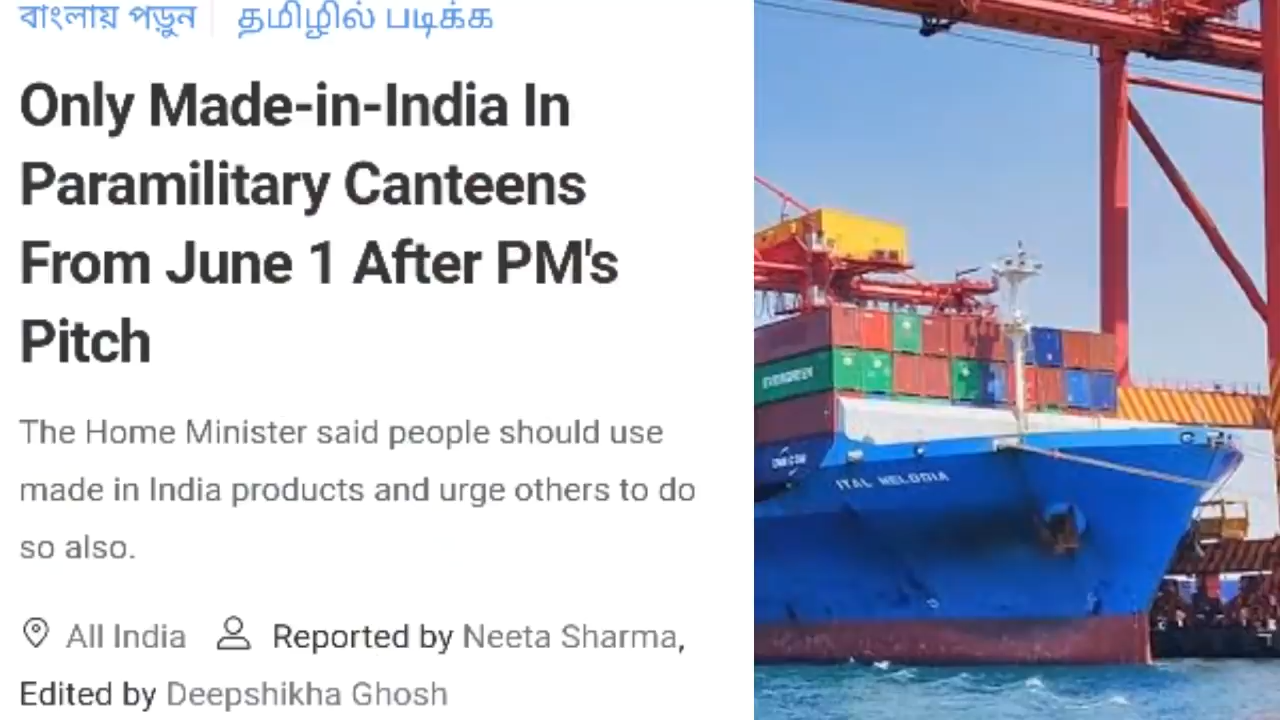 বাংলায় পড়ুন தமிழில் படிக்க
Only Made-in-India In
Paramilitary Canteens
From June 1 After PM's
Pitch
The Home Minister said people should use
made in India products and urge others to do
so also.
All India Reported by Neeta Sharma,
Edited by Deepshikha Ghosh
EVERGREEN
ITAL MELODIA